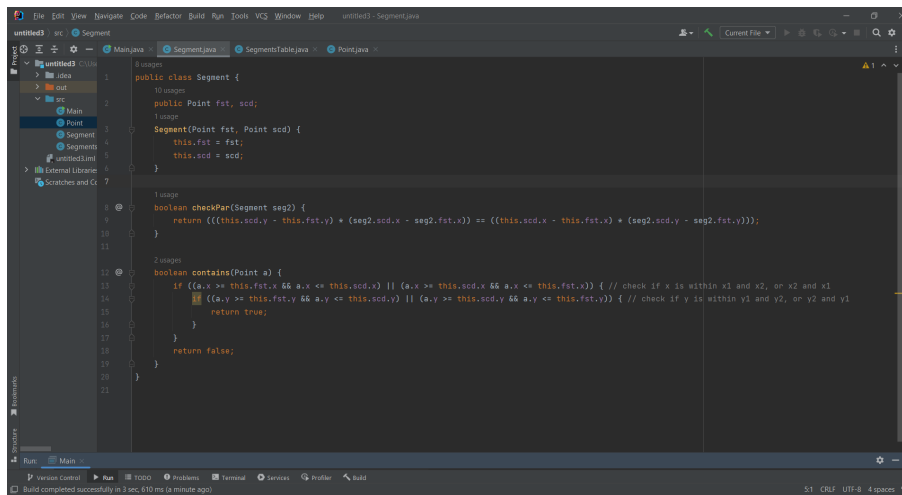 File Edit View Navigate Code Refactor Build Run Tools VCS Window Help untitled3 - Segment.java
untitled3 src Segment Current File
Project
Main.java Segment.java SegmentsTable.java Point.java
untitled3
.idea
out
src
Main
Point
Segment
Segments
untitled3.iml
External Libraries
Scratches and Co
8 usages
1 public class Segment {
10 usages
2 public Point fst, scd;
1 usage
3 Segment(Point fst, Point scd) {
4 this.fst = fst;
5 this.scd = scd;
6 }
7
1 usage
8 @ boolean checkPar(Segment seg2) {
9 return (((this.scd.y - this.fst.y) * (seg2.scd.x - seg2.fst.x)) == ((this.scd.x - this.fst.x) * (seg2.scd.y - seg2.fst.y)));
10 }
11
2 usages
12 @ boolean contains(Point a) {
13 if ((a.x >= this.fst.x && a.x <= this.scd.x) || (a.x >= this.scd.x && a.x <= this.fst.x)) { // check if x is within x1 and x2, or x2 and x1
14 if ((a.y >= this.fst.y && a.y <= this.scd.y) || (a.y >= this.scd.y && a.y <= this.fst.y)) { // check if y is within y1 and y2, or y2 and y1
15 return true;
16 }
17 }
18 return false;
19 }
20 }
21
1
Bookmarks
Structure
Run: Main
Version Control Run TODO Problems Terminal Services Profiler Build
Build completed successfully in 3 sec, 610 ms (a minute ago) 5:1 CRLF UTF-8 4 spaces